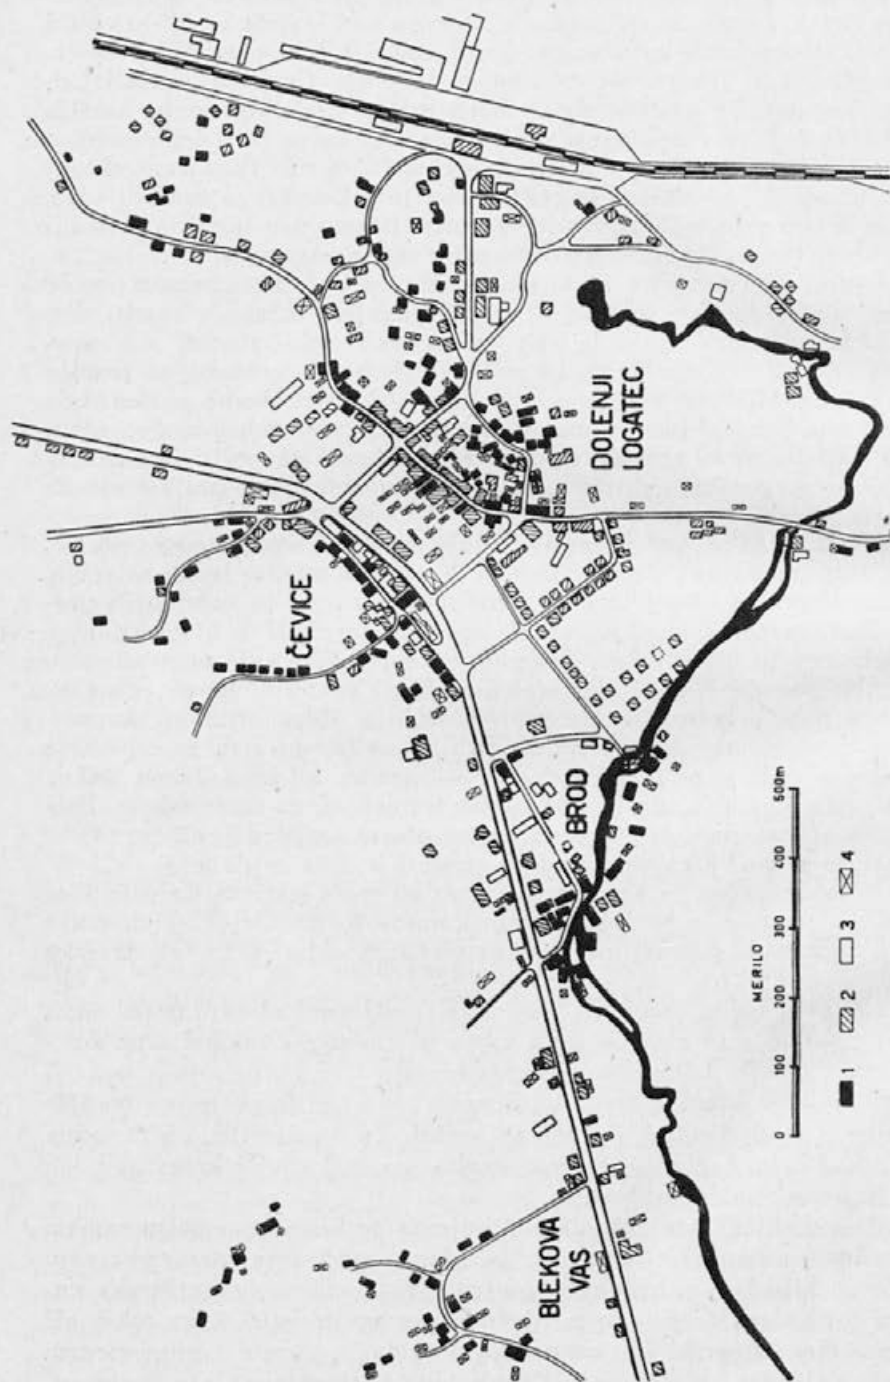 ČEVICE
DOLENJI
LOGATEC
BROD
BLEKOVA
VAS
MERILO
0 100 200 300 400 500m
1 2 3 4